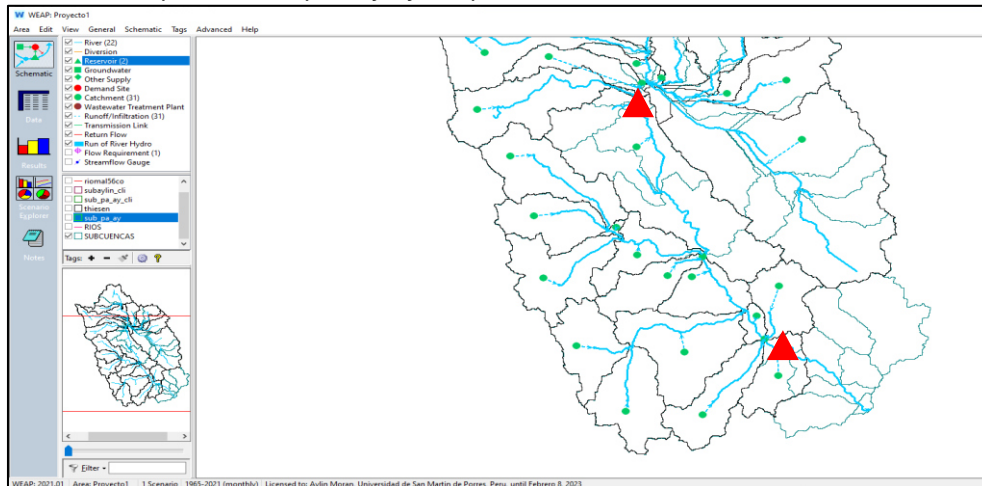 WEAP: Proyecto1
Area Edit View General Schematic Tags Advanced Help
Schematic
Data
Results
Scenario
Explorer
Notes
River (22)
Diversion
Reservoir (2)
Groundwater
Other Supply
Demand Site
Catchment (31)
Wastewater Treatment Plant
Runoff/Infiltration (31)
Transmission Link
Return Flow
Run of River Hydro
Flow Requirement (1)
Streamflow Gauge
riomal56co
subaylin_cli
sub_pa_ay_cli
thiesen
sub_pa_ay
RIOS
SUBCUENCAS
Tags:
Filter
WEAP: 2021.01 Area: Proyecto1 1 Scenario 1965-2021 (monthly) Licensed to: Aylin Moran, Universidad de San Martin de Porres, Peru, until Febrero 8, 2023